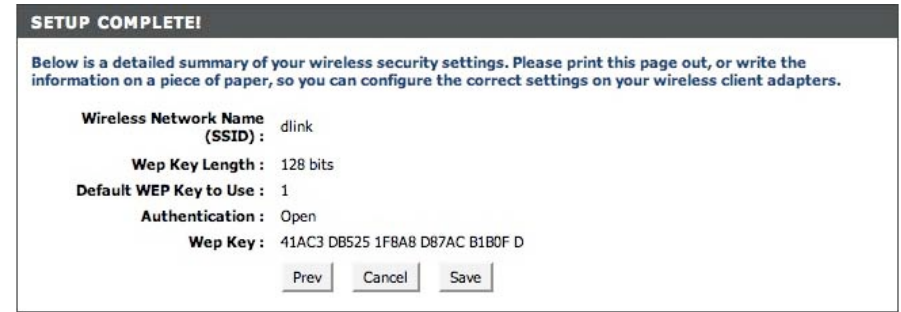 SETUP COMPLETE!
Below is a detailed summary of your wireless security settings. Please print this page out, or write the
information on a piece of paper, so you can configure the correct settings on your wireless client adapters.
Wireless Network Name
(SSID) : dlink
Wep Key Length : 128 bits
Default WEP Key to Use : 1
Authentication : Open
Wep Key : 41AC3 DB525 1F8A8 D87AC B1B0F D
Prev Cancel Save